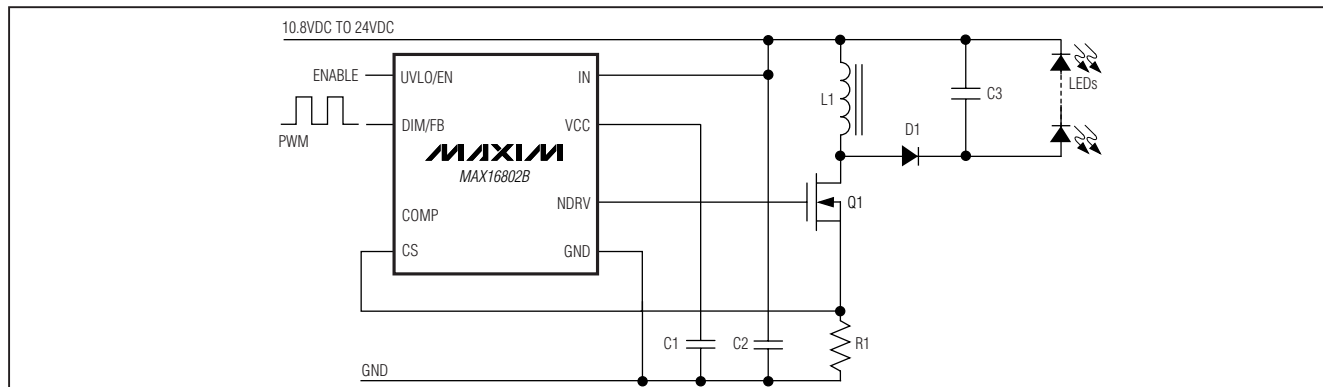 10.8VDC TO 24VDC
ENABLE
UVLO/EN
IN
L1
C3
LEDs
PWM
DIM/FB
VCC
D1
MAXIM
MAX16802B
NDRV
Q1
COMP
CS
GND
C1
C2
R1
GND